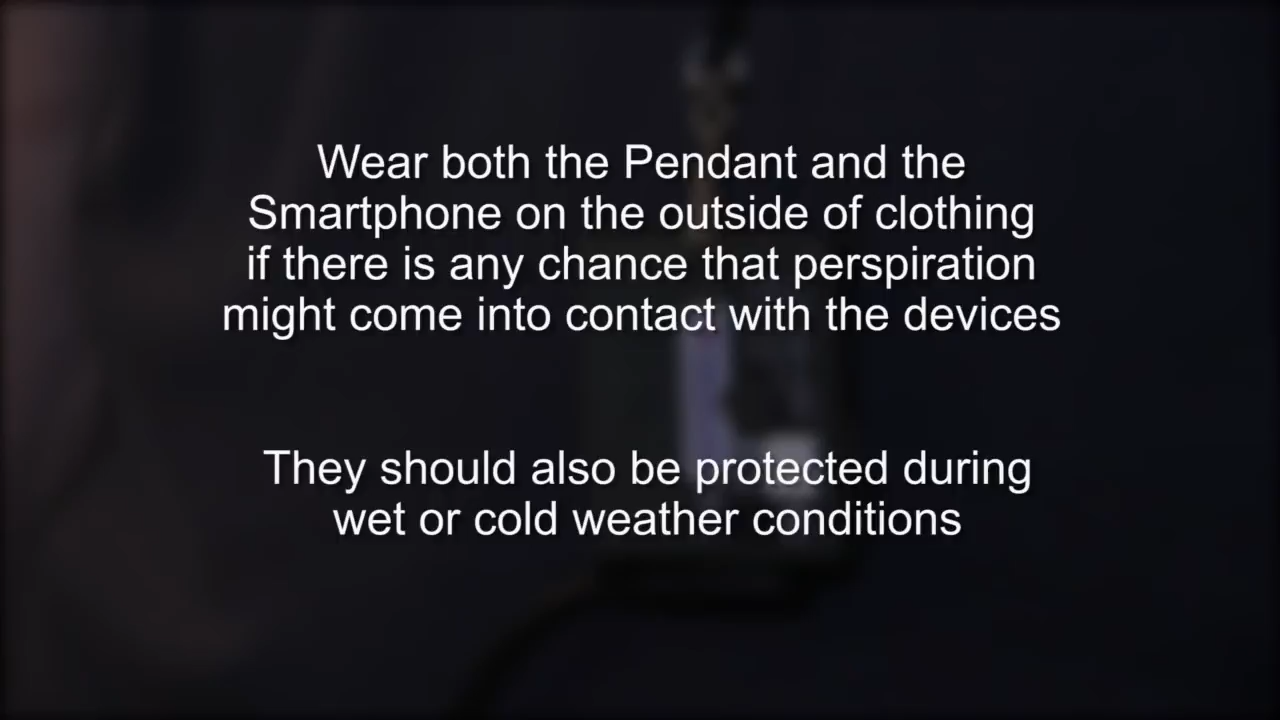 Wear both the Pendant and the
Smartphone on the outside of clothing
if there is any chance that perspiration
might come into contact with the devices
They should also be protected during
wet or cold weather conditions